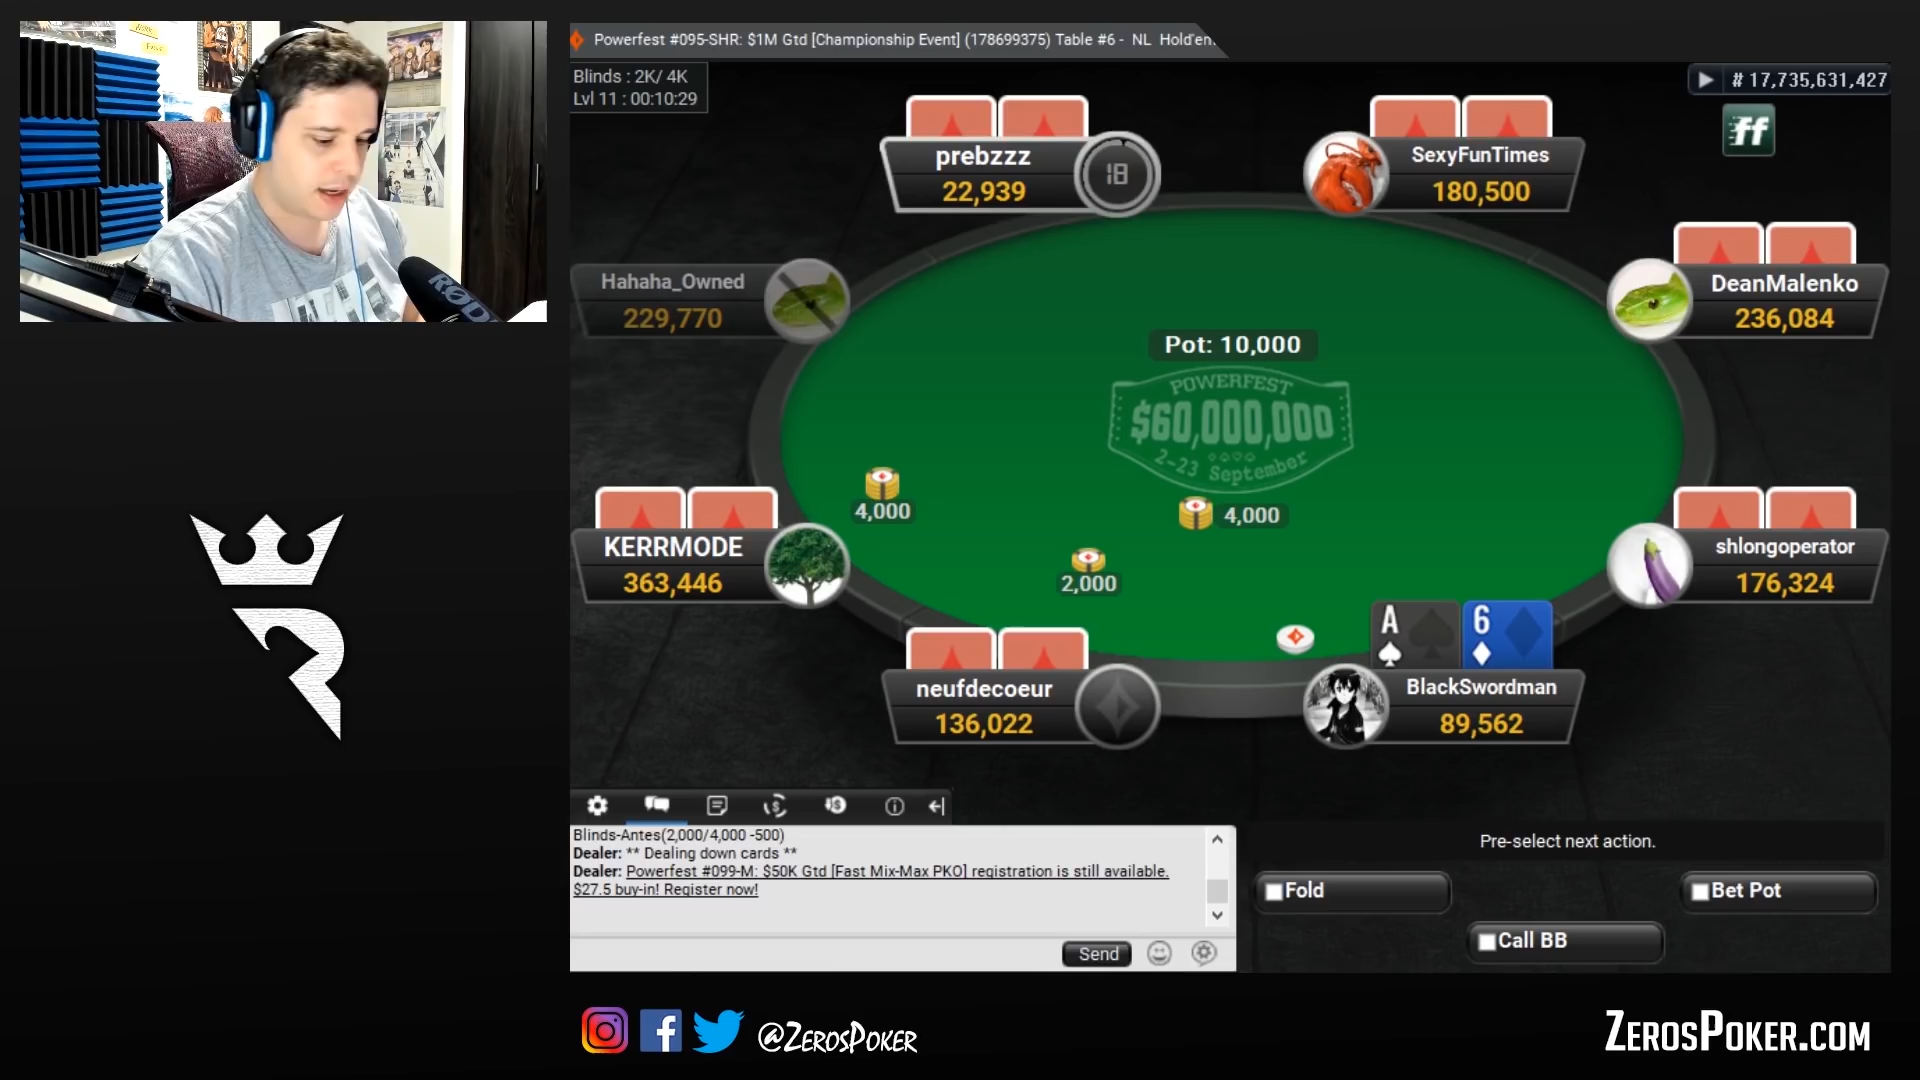 Powerfest #095-SHR: $1M Gtd [Championship Event] (178699375) Table #6 - NL Hold'en.
Blinds : 2K/ 4K
Lvl 11 : 00:10:29
# 17,735,631,427
ff
prebzzz
22,939
18
SexyFunTimes
180,500
Hahaha_Owned
229,770
DeanMalenko
236,084
Pot: 10,000
POWERFEST
$60,000,000
2-23 September
4,000
4,000
2,000
KERRMODE
363,446
shlongoperator
176,324
A
6
neufdecoeur
136,022
BlackSwordman
89,562
Blinds-Antes(2,000/4,000 -500)
Dealer: ** Dealing down cards **
Dealer: Powerfest #099-M: $50K Gtd [Fast Mix-Max PKO] registration is still available.
$27.5 buy-in! Register now!
Send
Pre-select next action.
Fold
Bet Pot
Call BB
RØDE
@ZEROSPOKER
ZEROSPOKER.COM